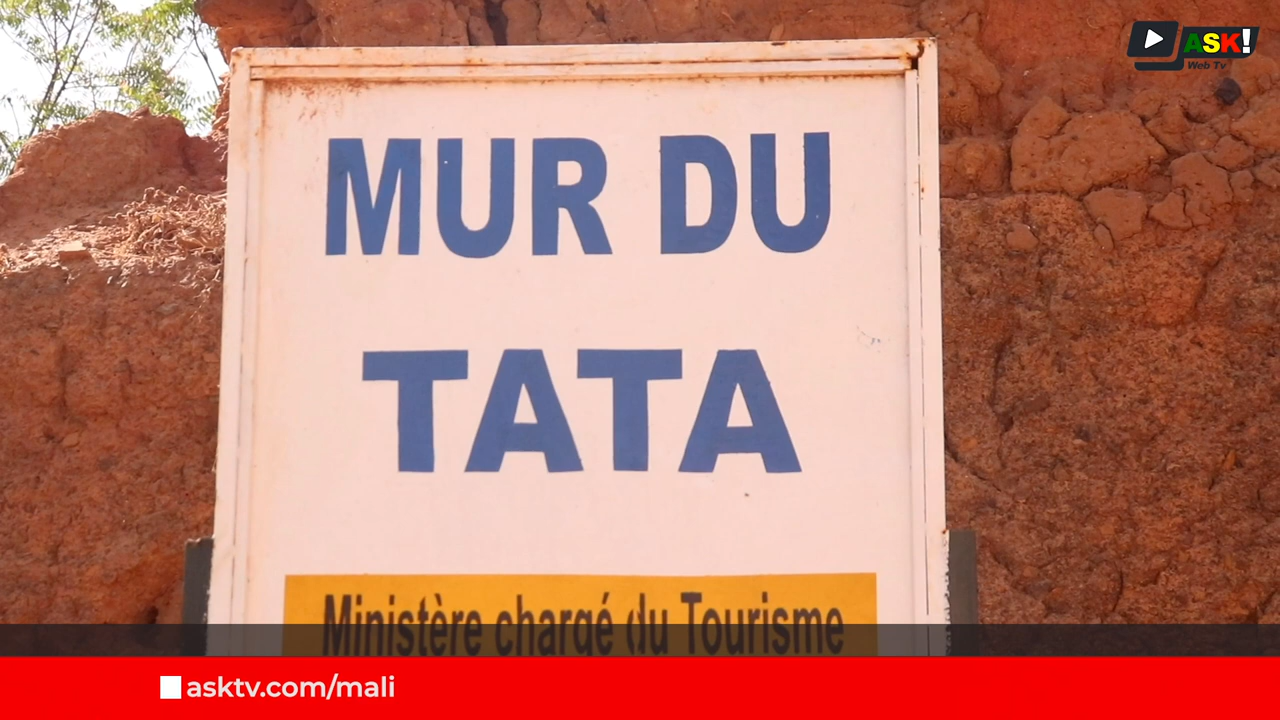 ASK!
Web Tv
MUR DU
TATA
Ministère chargé du Tourisme
asktv.com/mali